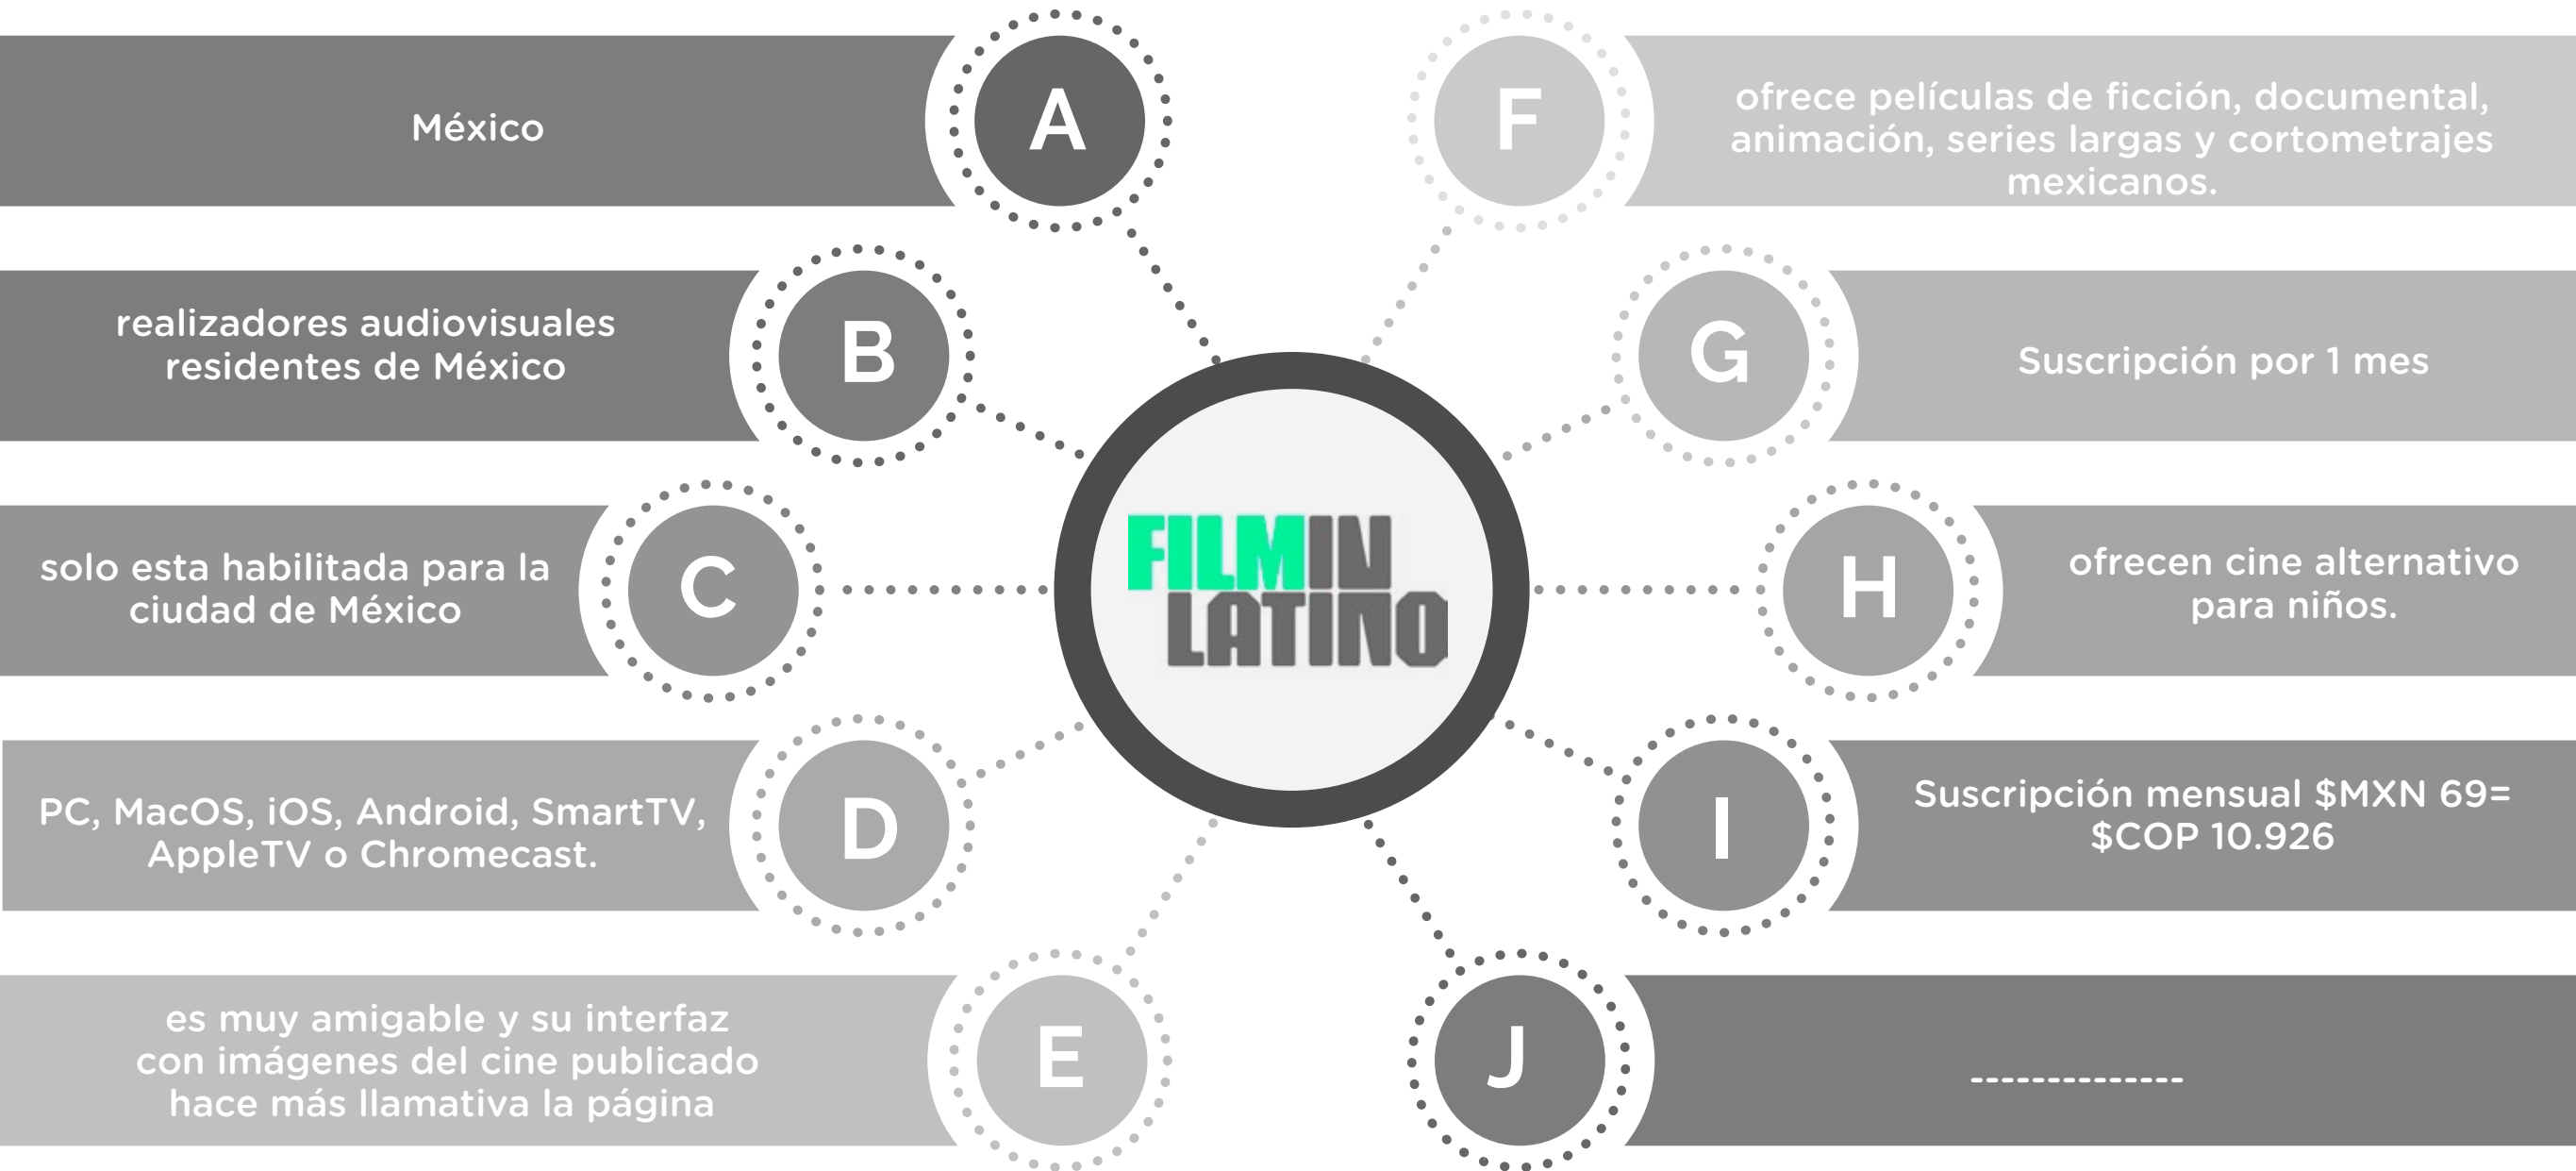 A
México
B
realizadores audiovisuales
residentes de México
C
solo esta habilitada para la
ciudad de México
D
PC, MacOS, iOS, Android, SmartTV,
AppleTV o Chromecast.
E
es muy amigable y su interfaz
con imágenes del cine publicado
hace más llamativa la página
FILMIN
LATINO
F
ofrece películas de ficción, documental,
animación, series largas y cortometrajes
mexicanos.
G
Suscripción por 1 mes
H
ofrecen cine alternativo
para niños.
I
Suscripción mensual $MXN 69=
$COP 10.926
J
--------------